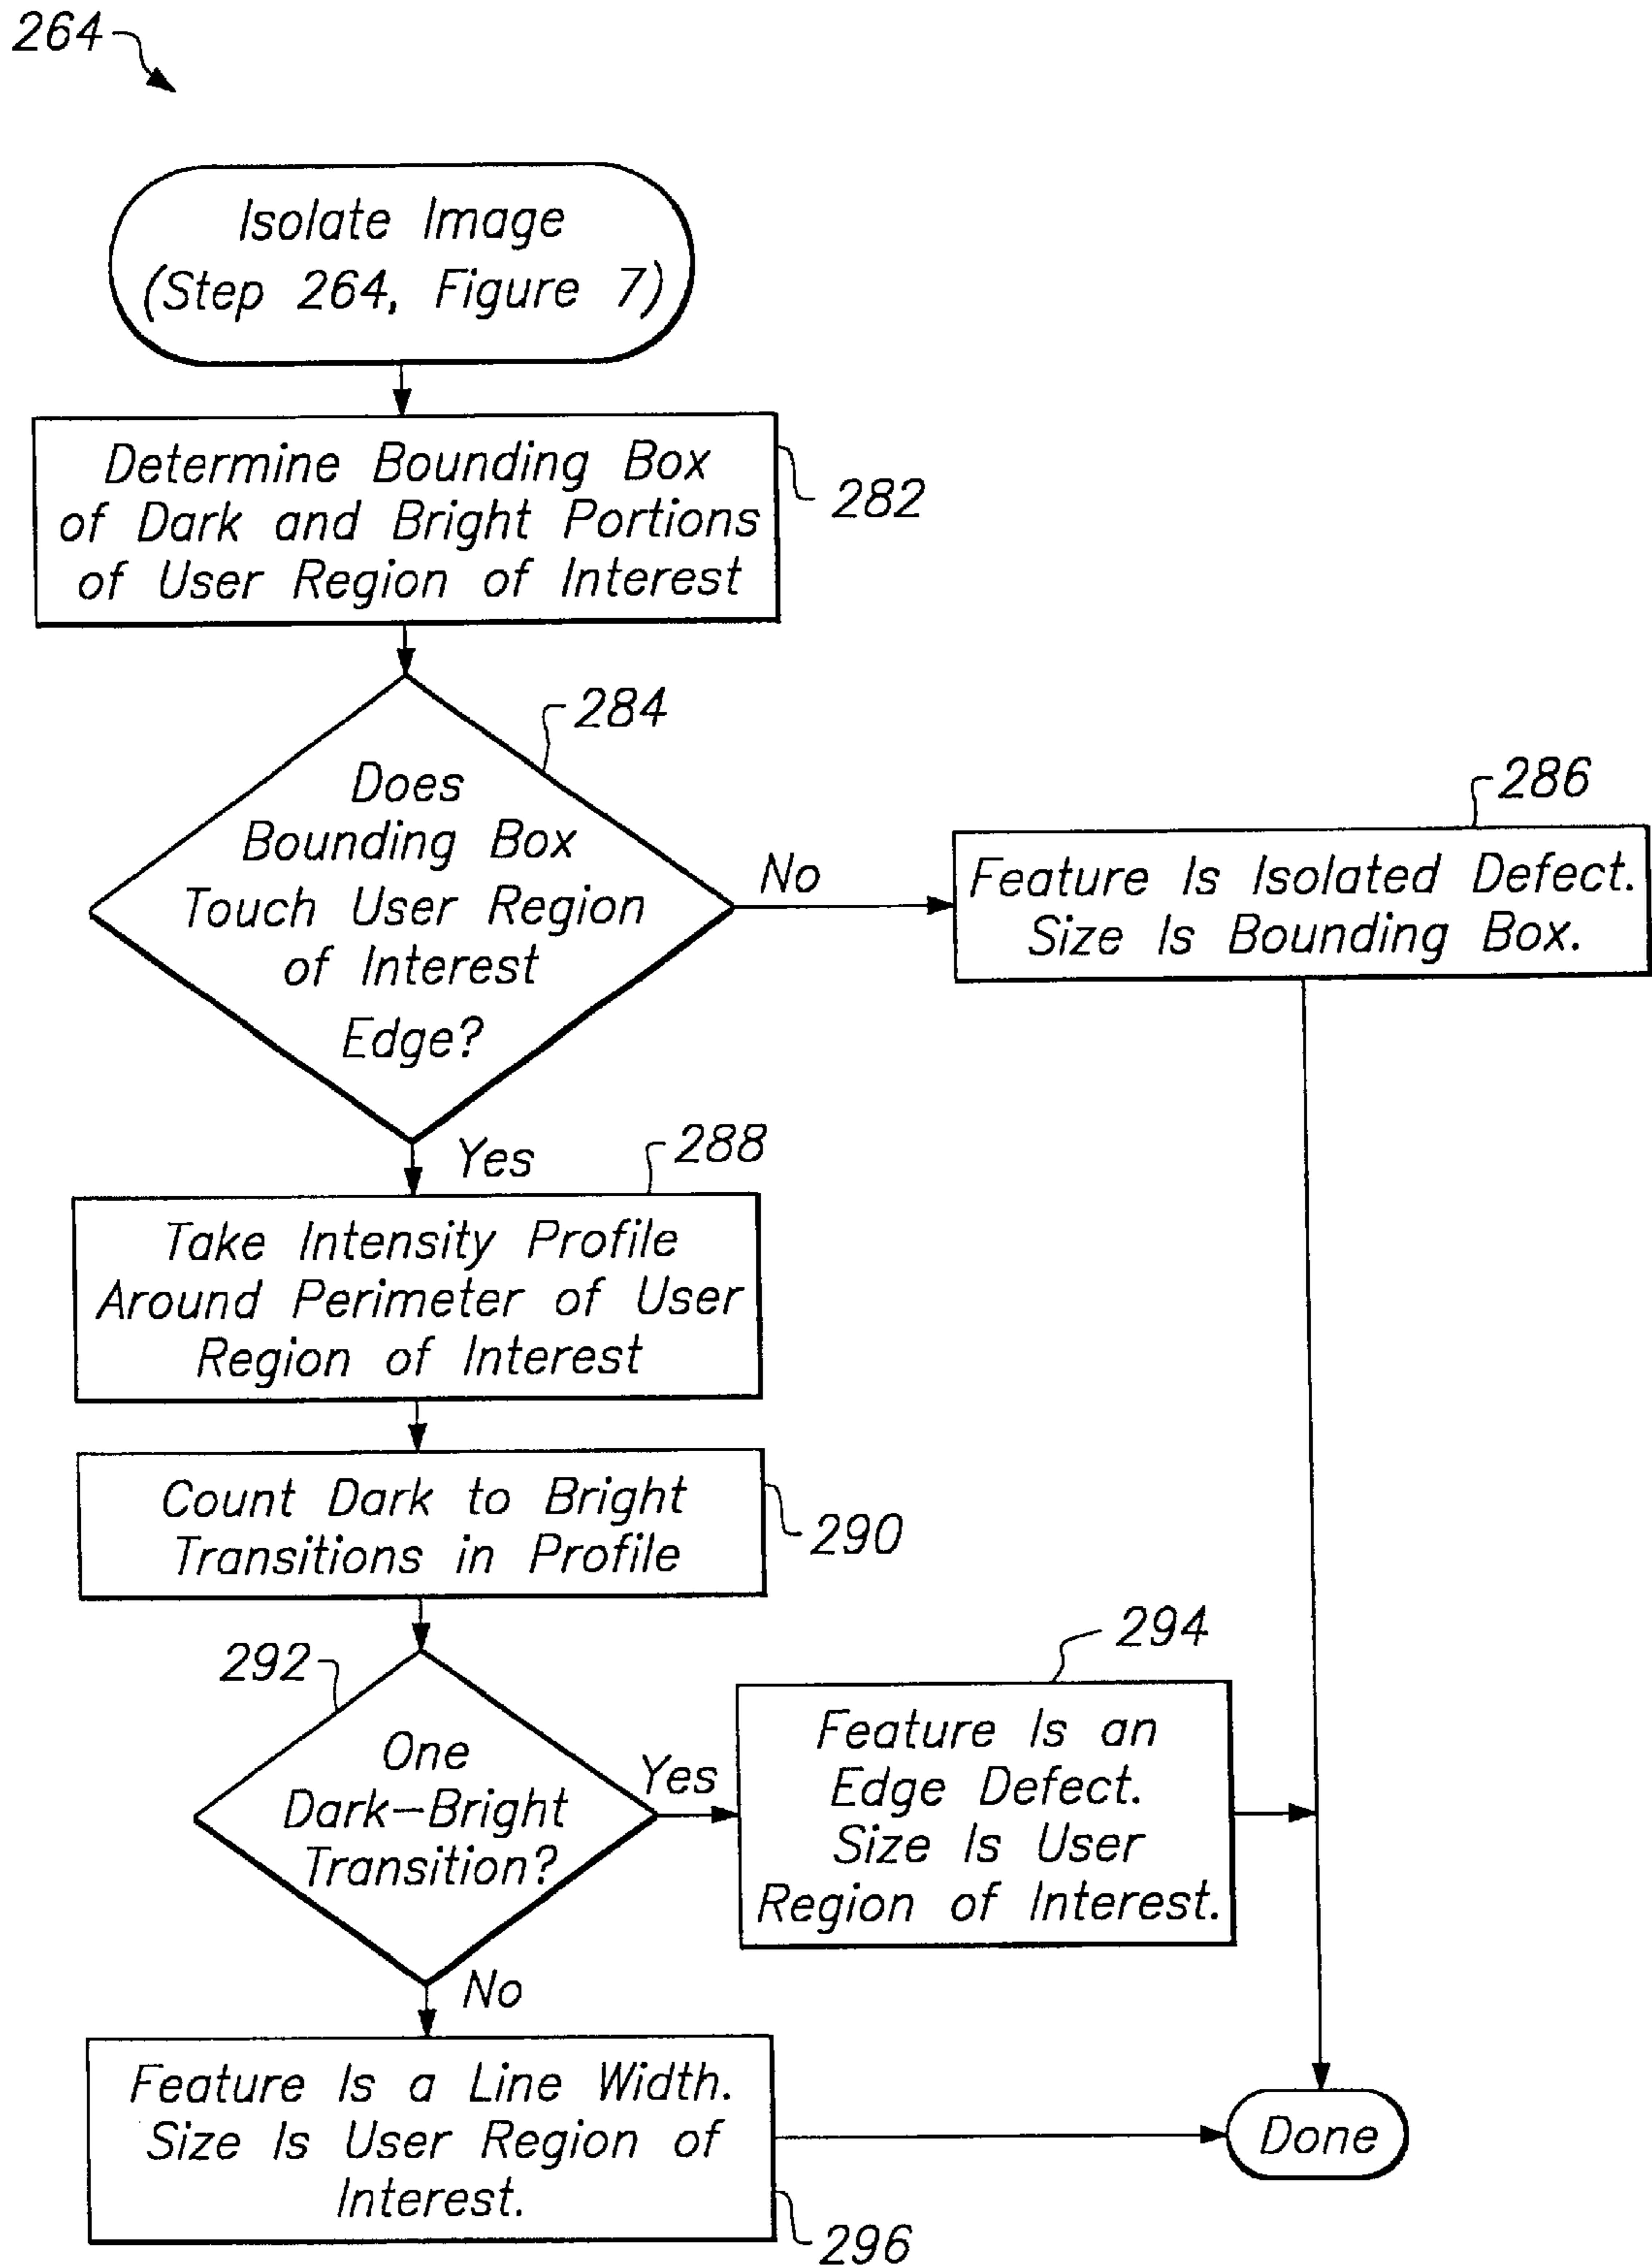 264
Isolate Image
(Step 264, Figure 7)
Determine Bounding Box
of Dark and Bright Portions
of User Region of Interest
282
284
Does
Bounding Box
Touch User Region
of Interest
Edge?
No
286
Feature Is Isolated Defect.
Size Is Bounding Box.
Yes
288
Take Intensity Profile
Around Perimeter of User
Region of Interest
Count Dark to Bright
Transitions in Profile
290
292
One
Dark–Bright
Transition?
Yes
294
Feature Is an
Edge Defect.
Size Is User
Region of Interest.
No
Feature Is a Line Width.
Size Is User Region of
Interest.
296
Done